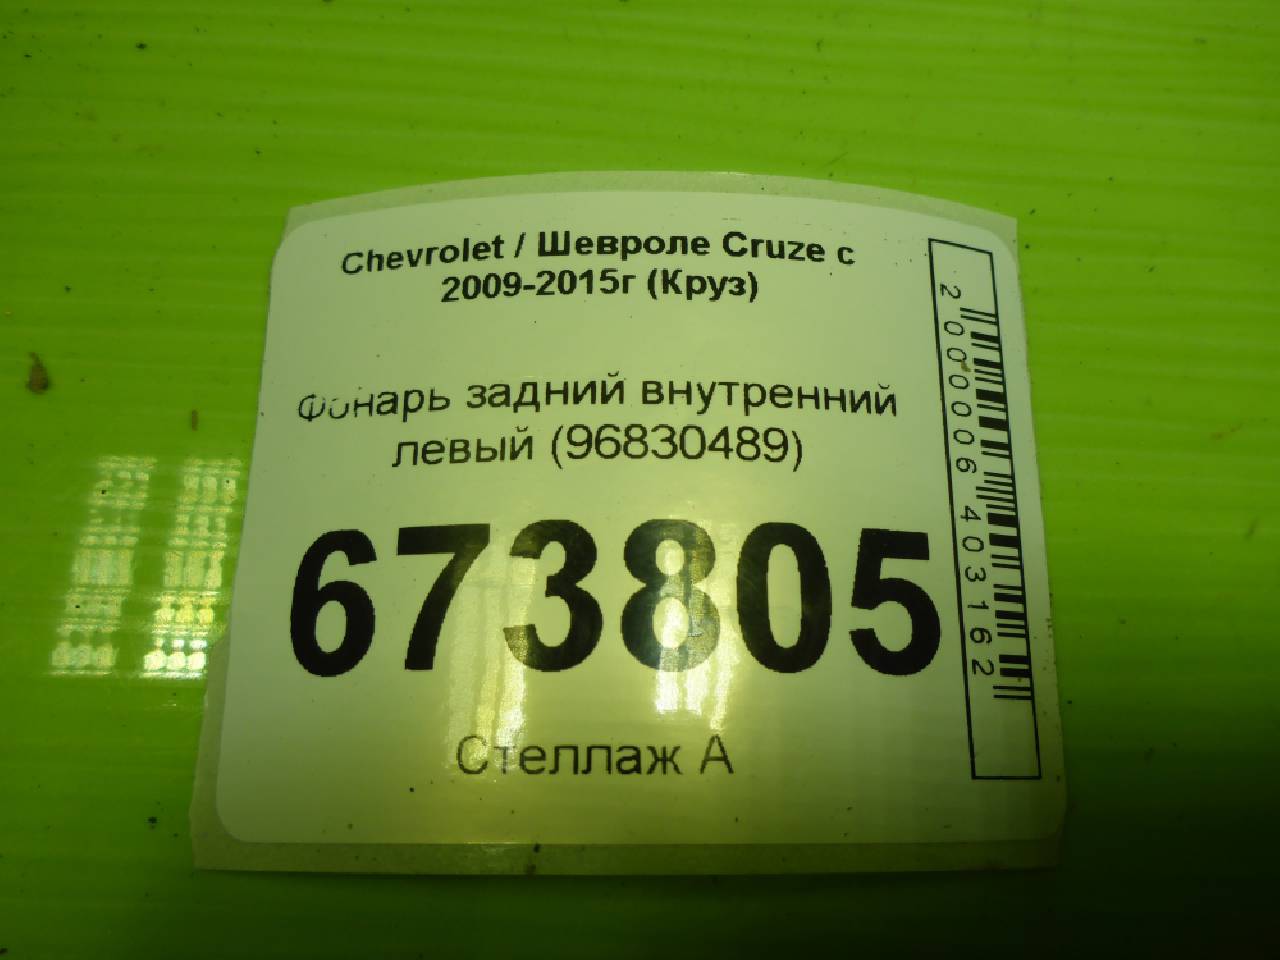 Chevrolet / Шевроле Cruze с
2009-2015г (Круз)
Фонарь задний внутренний
левый (96830489)
673805
Стеллаж А
2000006403162